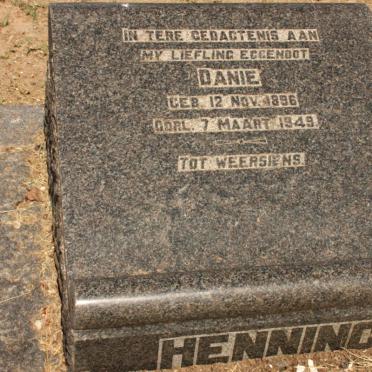 IN TERE GEDAGTENIS AAN
MY LIEFLING EGGENOOT
DANIE
GEB. 12 NOV. 1896
OORL. 7 MAART 1949.
TOT WEERSIENS.
HENNING